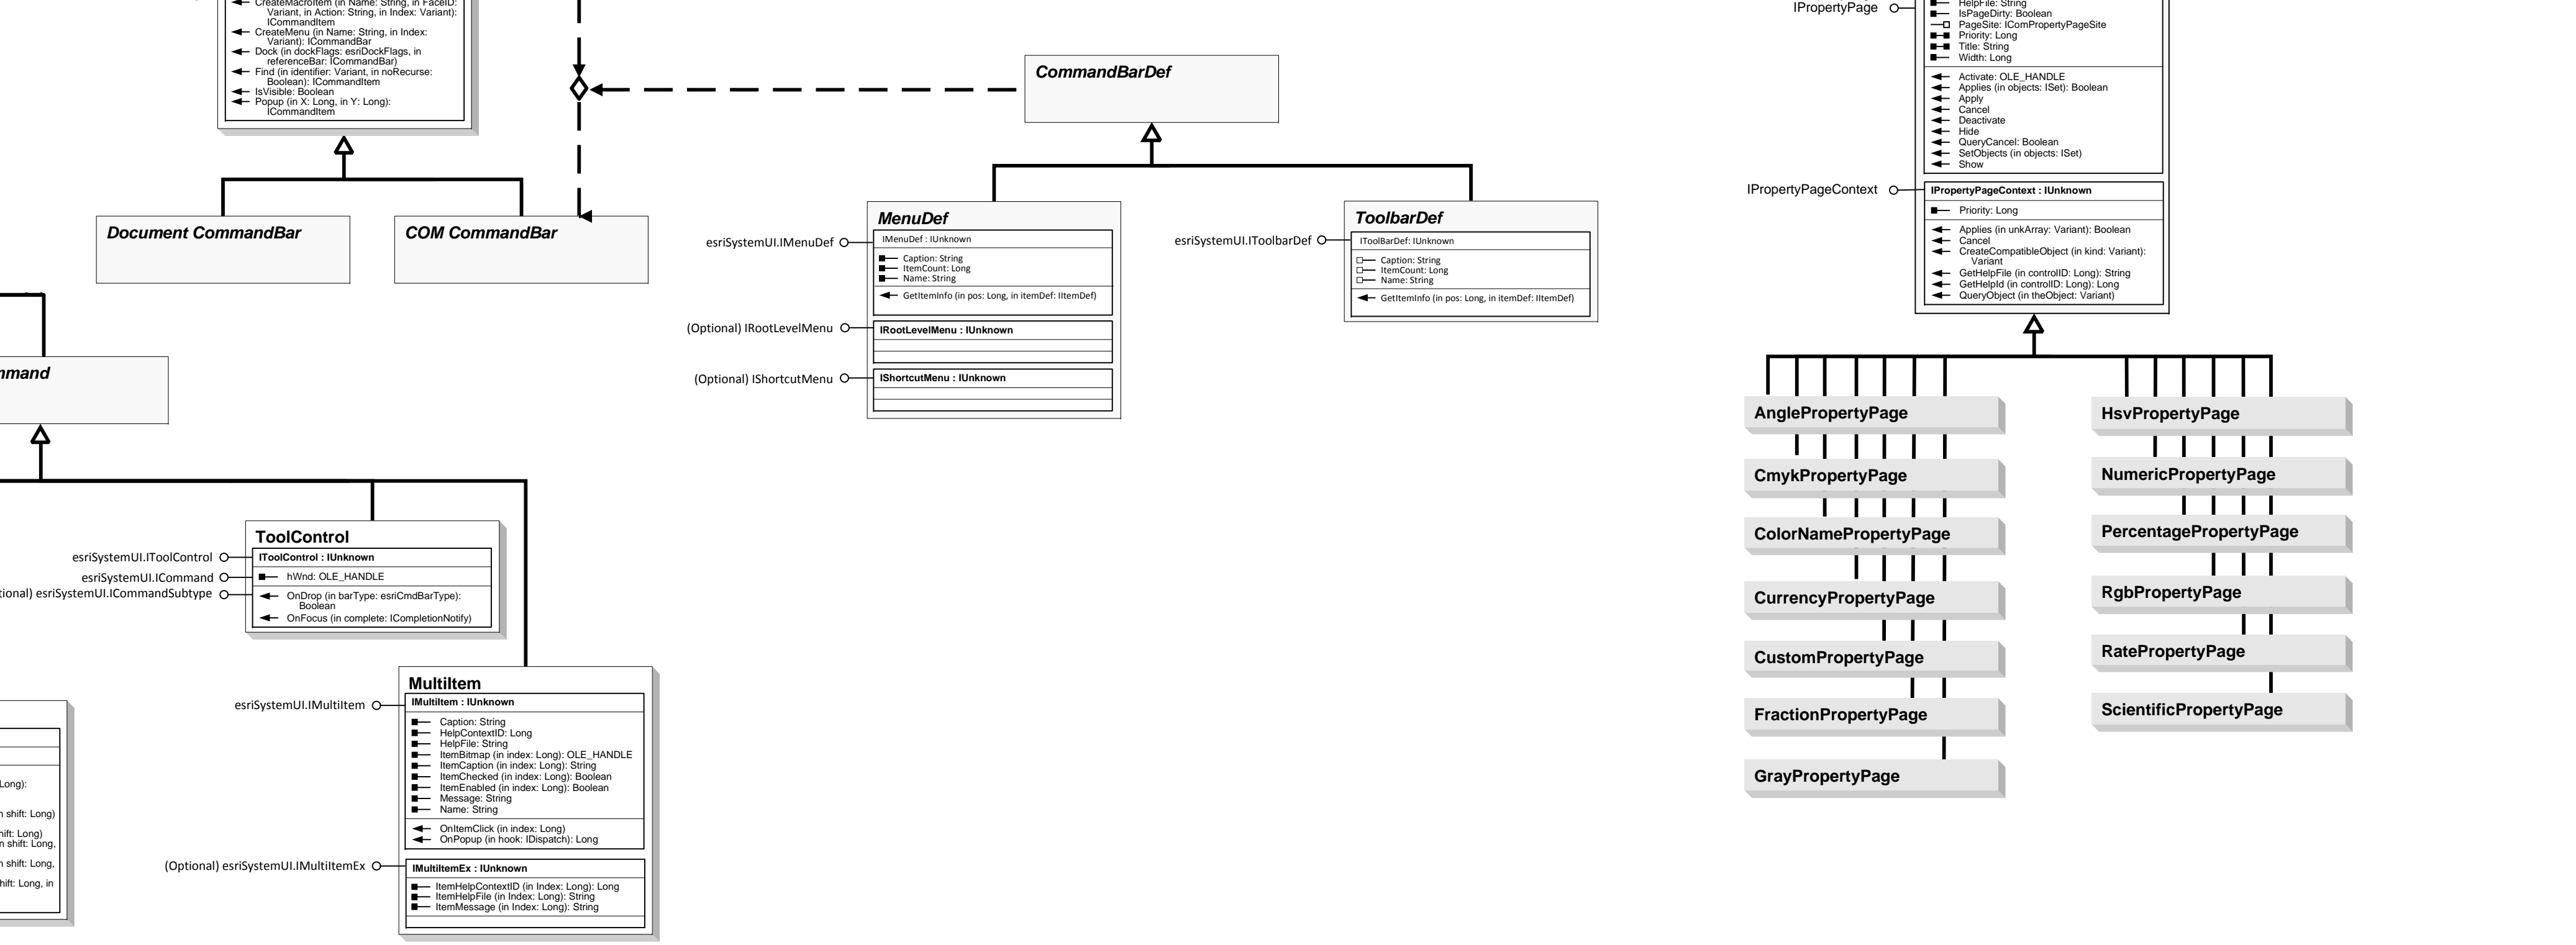 CreateMacroItem (in Name: String, in FaceID:
Variant, in Action: String, in Index: Variant):
ICommandItem
CreateMenu (in Name: String, in Index:
Variant): ICommandBar
Dock (in dockFlags: esriDockFlags, in
referenceBar: ICommandBar)
Find (in identifier: Variant, in noRecurse:
Boolean): ICommandItem
IsVisible: Boolean
Popup (in X: Long, in Y: Long):
ICommandItem
Document CommandBar
COM CommandBar
CommandBarDef
MenuDef
esriSystemUI.IMenuDef
IMenuDef : IUnknown
Caption: String
ItemCount: Long
Name: String
GetItemInfo (in pos: Long, in itemDef: IItemDef)
(Optional) IRootLevelMenu
IRootLevelMenu : IUnknown
(Optional) IShortcutMenu
IShortcutMenu : IUnknown
ToolbarDef
esriSystemUI.IToolbarDef
IToolBarDef: IUnknown
Caption: String
ItemCount: Long
Name: String
GetItemInfo (in pos: Long, in itemDef: IItemDef)
IPropertyPage
HelpFile: String
IsPageDirty: Boolean
PageSite: IComPropertyPageSite
Priority: Long
Title: String
Width: Long
Activate: OLE_HANDLE
Applies (in objects: ISet): Boolean
Apply
Cancel
Deactivate
Hide
QueryCancel: Boolean
SetObjects (in objects: ISet)
Show
IPropertyPageContext
IPropertyPageContext : IUnknown
Priority: Long
Applies (in unkArray: Variant): Boolean
Cancel
CreateCompatibleObject (in kind: Variant):
Variant
GetHelpFile (in controlID: Long): String
GetHelpId (in controlID: Long): Long
QueryObject (in theObject: Variant)
AnglePropertyPage
CmykPropertyPage
ColorNamePropertyPage
CurrencyPropertyPage
CustomPropertyPage
FractionPropertyPage
GrayPropertyPage
HsvPropertyPage
NumericPropertyPage
PercentagePropertyPage
RgbPropertyPage
RatePropertyPage
ScientificPropertyPage
mmand
ToolControl
esriSystemUI.IToolControl
IToolControl : IUnknown
esriSystemUI.ICommand
hWnd: OLE_HANDLE
tional) esriSystemUI.ICommandSubtype
OnDrop (in barType: esriCmdBarType):
Boolean
OnFocus (in complete: ICompletionNotify)
MultiItem
esriSystemUI.IMultiItem
IMultiItem : IUnknown
Caption: String
HelpContextID: Long
HelpFile: String
ItemBitmap (in index: Long): OLE_HANDLE
ItemCaption (in index: Long): String
ItemChecked (in index: Long): Boolean
ItemEnabled (in index: Long): Boolean
Message: String
Name: String
OnItemClick (in index: Long)
OnPopup (in hook: IDispatch): Long
(Optional) esriSystemUI.IMultiItemEx
IMultiItemEx : IUnknown
ItemHelpContextID (in Index: Long): Long
ItemHelpFile (in Index: Long): String
ItemMessage (in Index: Long): String
Long):
n shift: Long)
hift: Long)
n shift: Long,
n shift: Long,
hift: Long, in